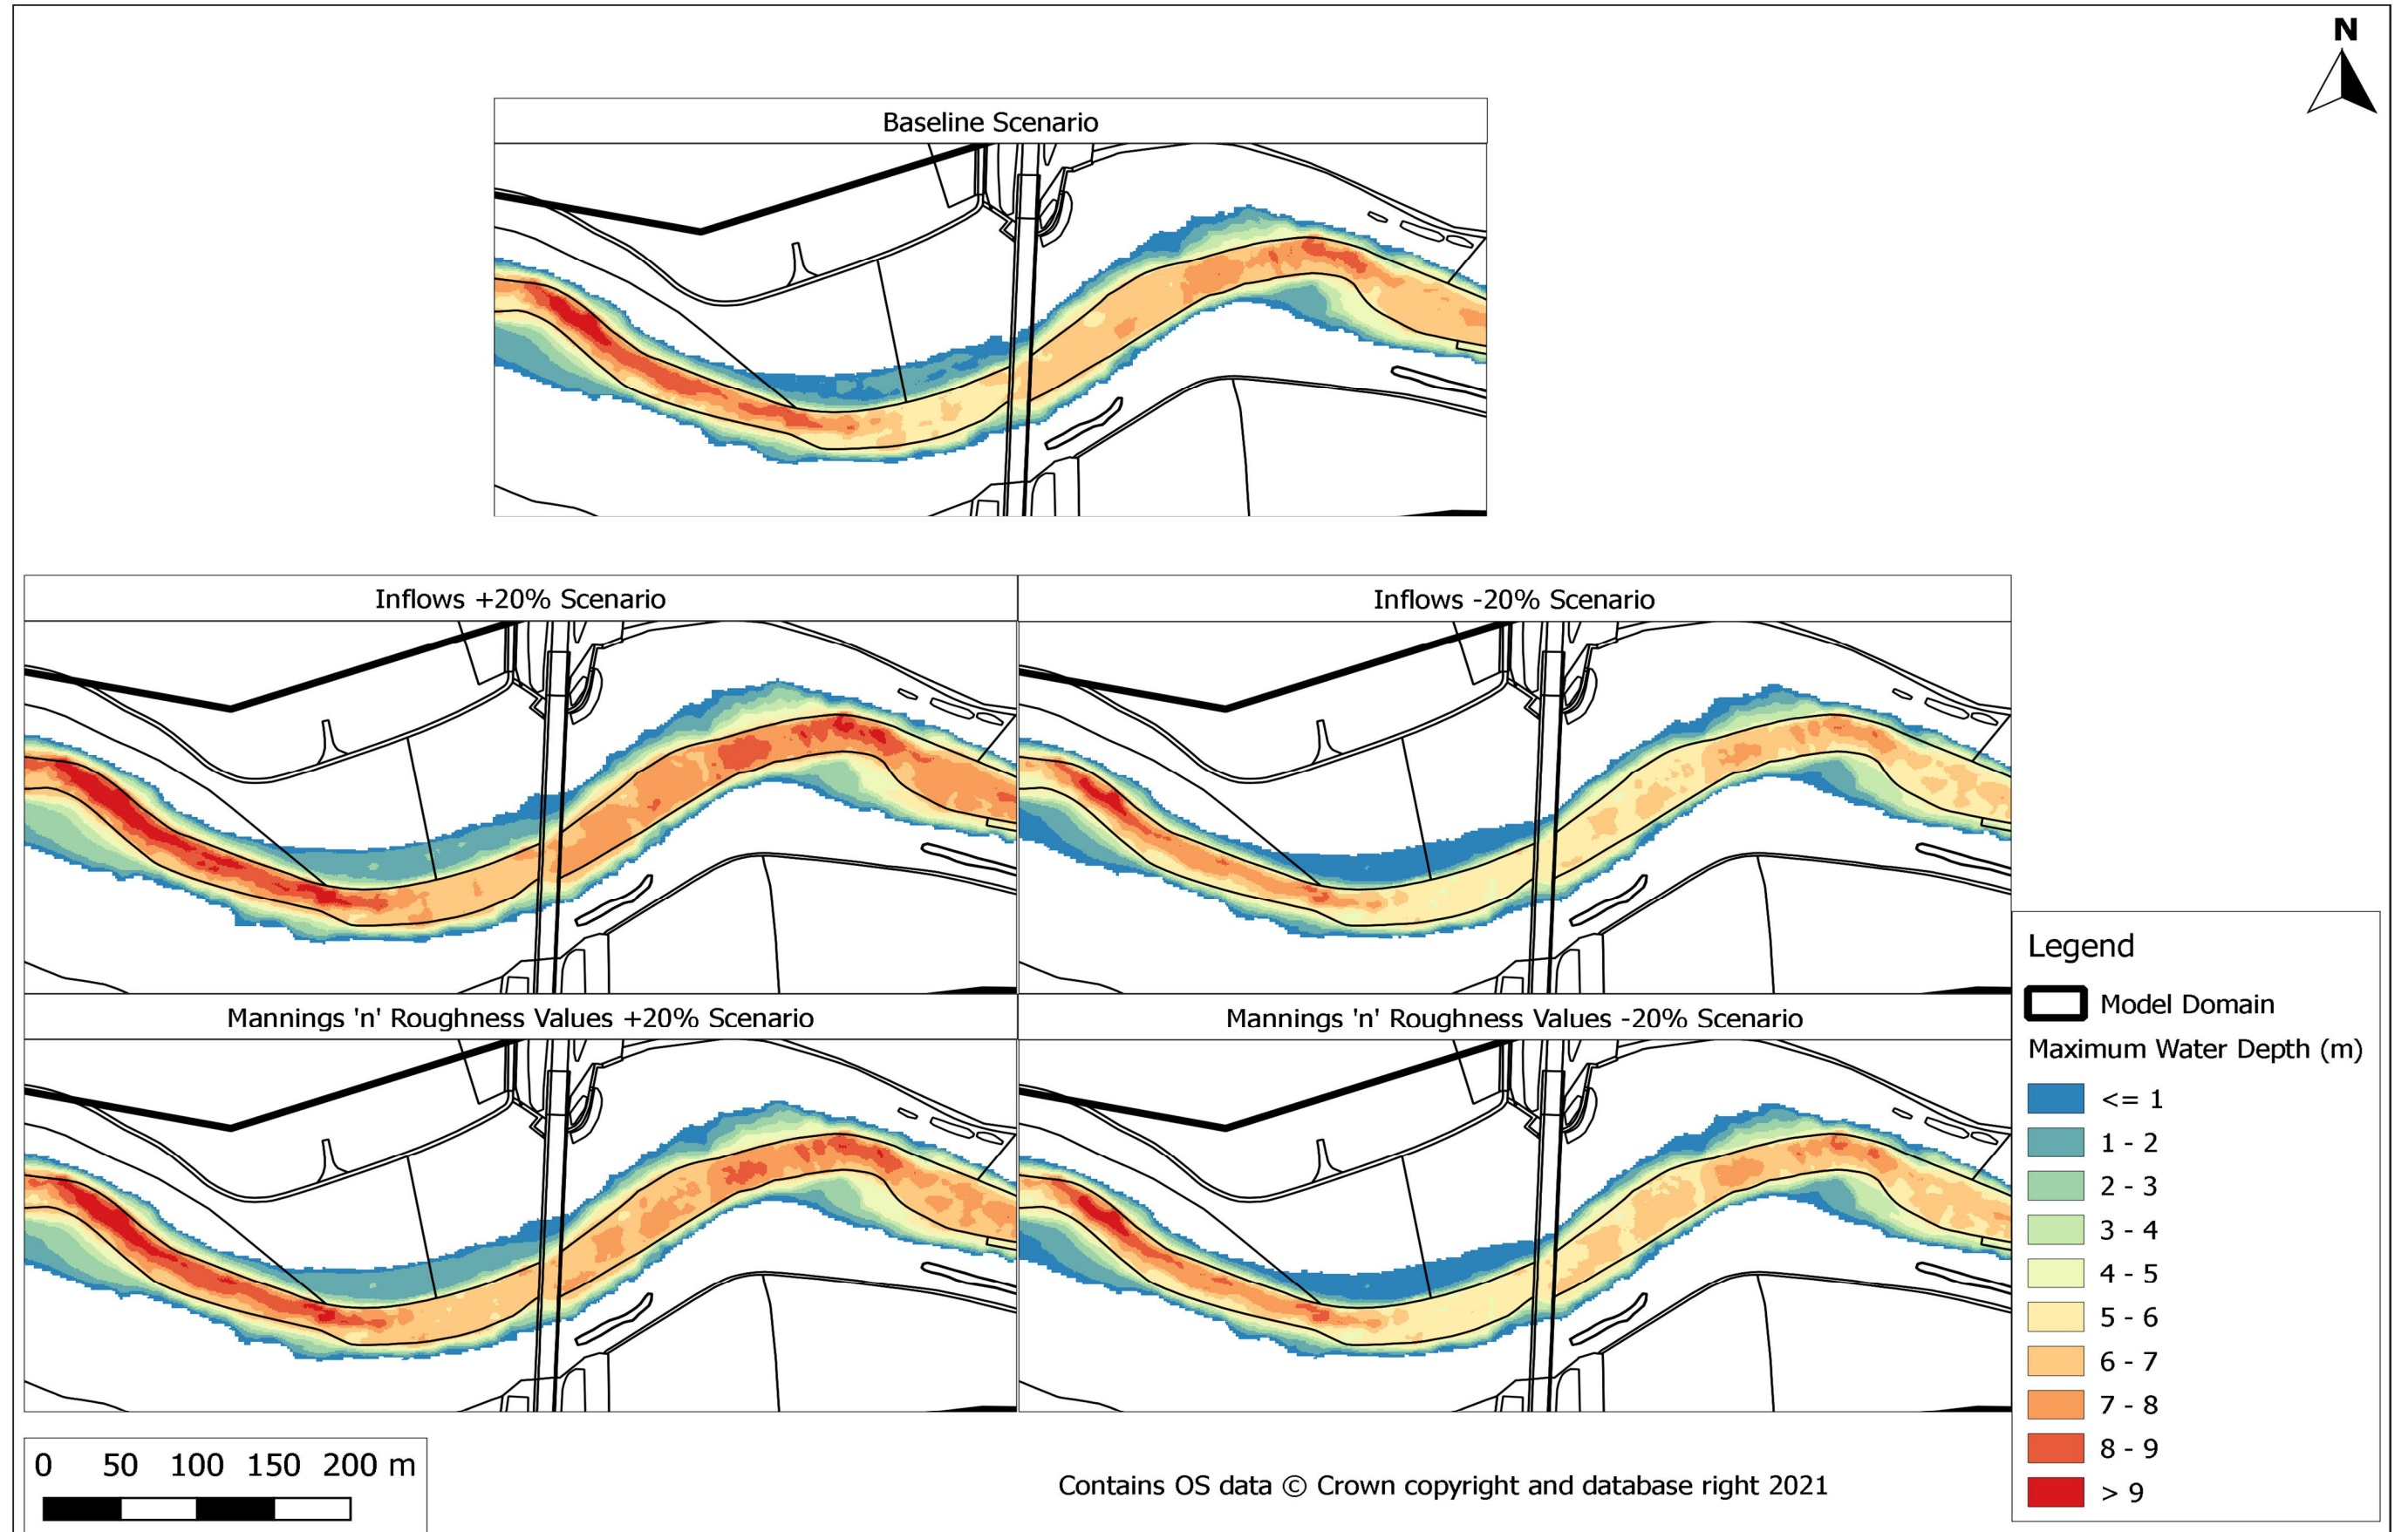 N
Baseline Scenario
Inflows +20% Scenario
Inflows -20% Scenario
Mannings 'n' Roughness Values +20% Scenario
Mannings 'n' Roughness Values -20% Scenario
Legend
Model Domain
Maximum Water Depth (m)
<= 1
1 - 2
2 - 3
3 - 4
4 - 5
5 - 6
6 - 7
7 - 8
8 - 9
> 9
0 50 100 150 200 m
Contains OS data © Crown copyright and database right 2021